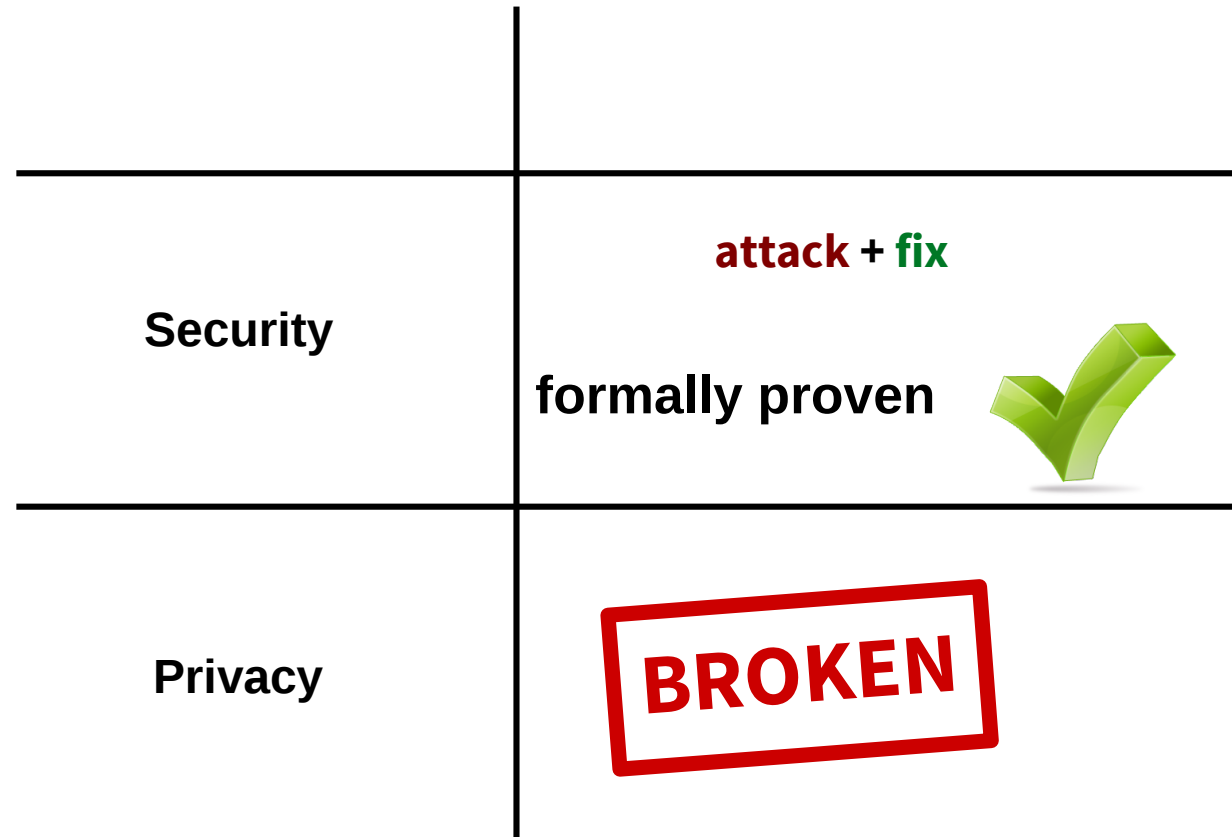 attack + fix
Security
formally proven
Privacy
BROKEN